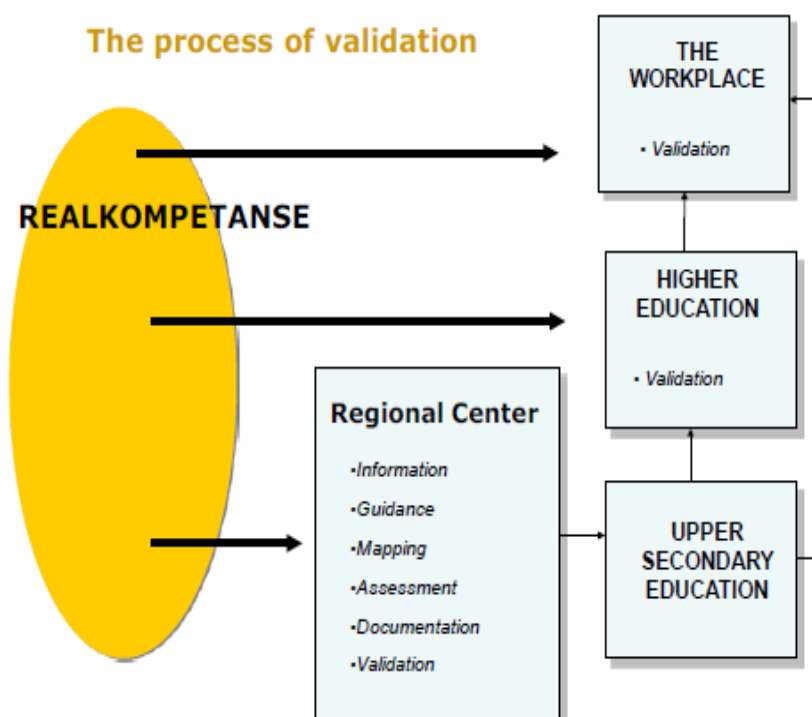 The process of validation
THE
WORKPLACE
• Validation
REALKOMPETANSE
HIGHER
EDUCATION
• Validation
Regional Center
•Information
•Guidance
•Mapping
•Assessment
•Documentation
•Validation
UPPER
SECONDARY
EDUCATION